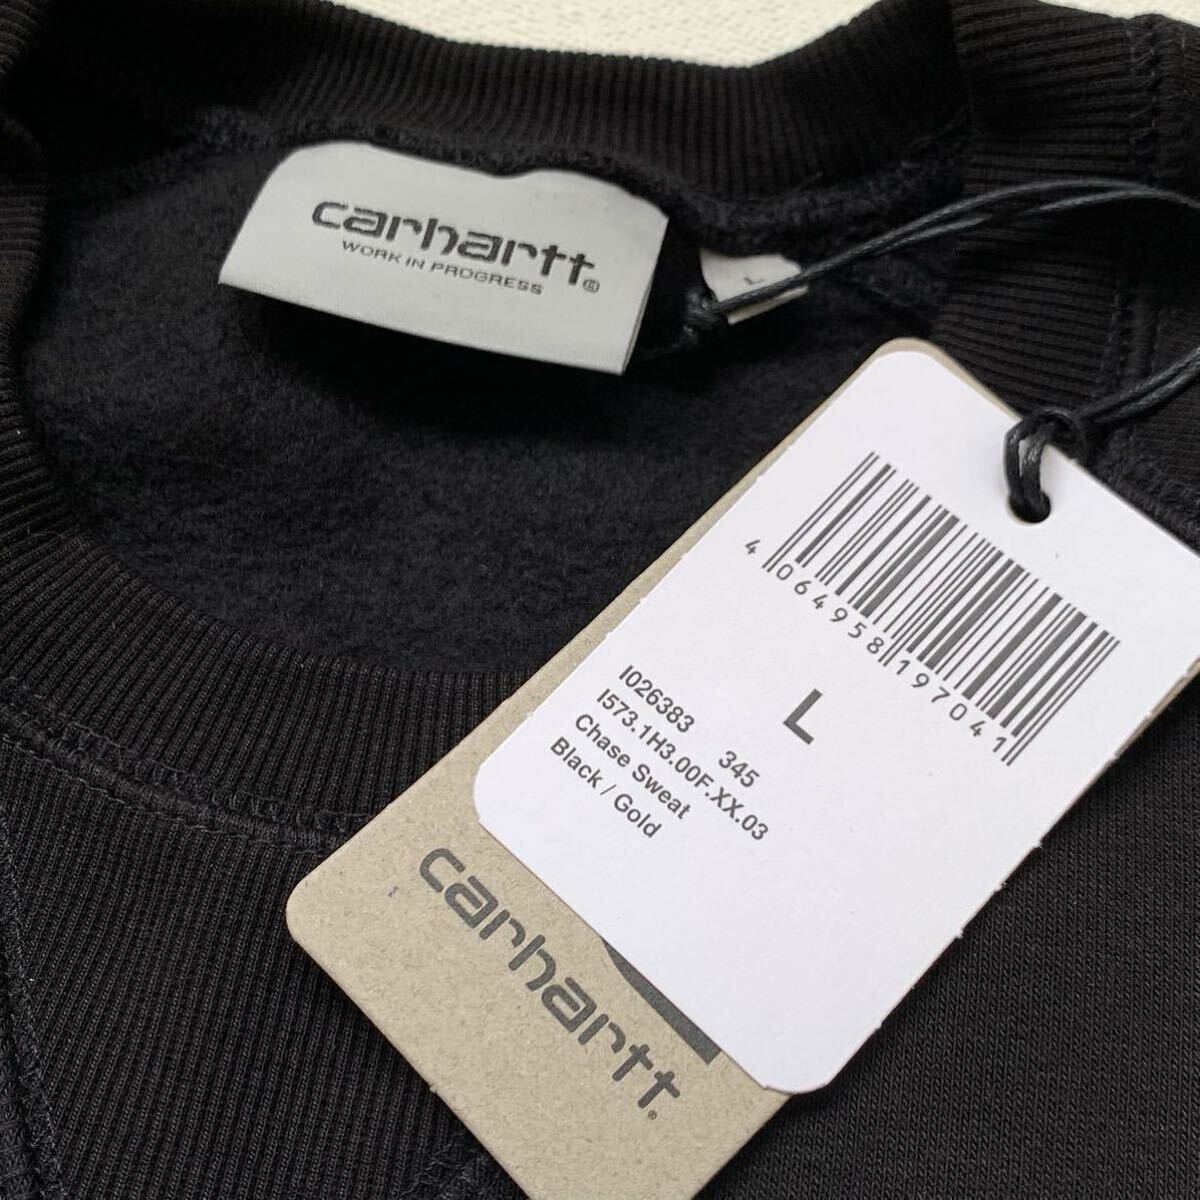 carhartt®
WORK IN PROGRESS
L
4 064958 197041
L
I026383 345
I573.1H3.00F.XX.03
Chase Sweat
Black / Gold
carhartt.